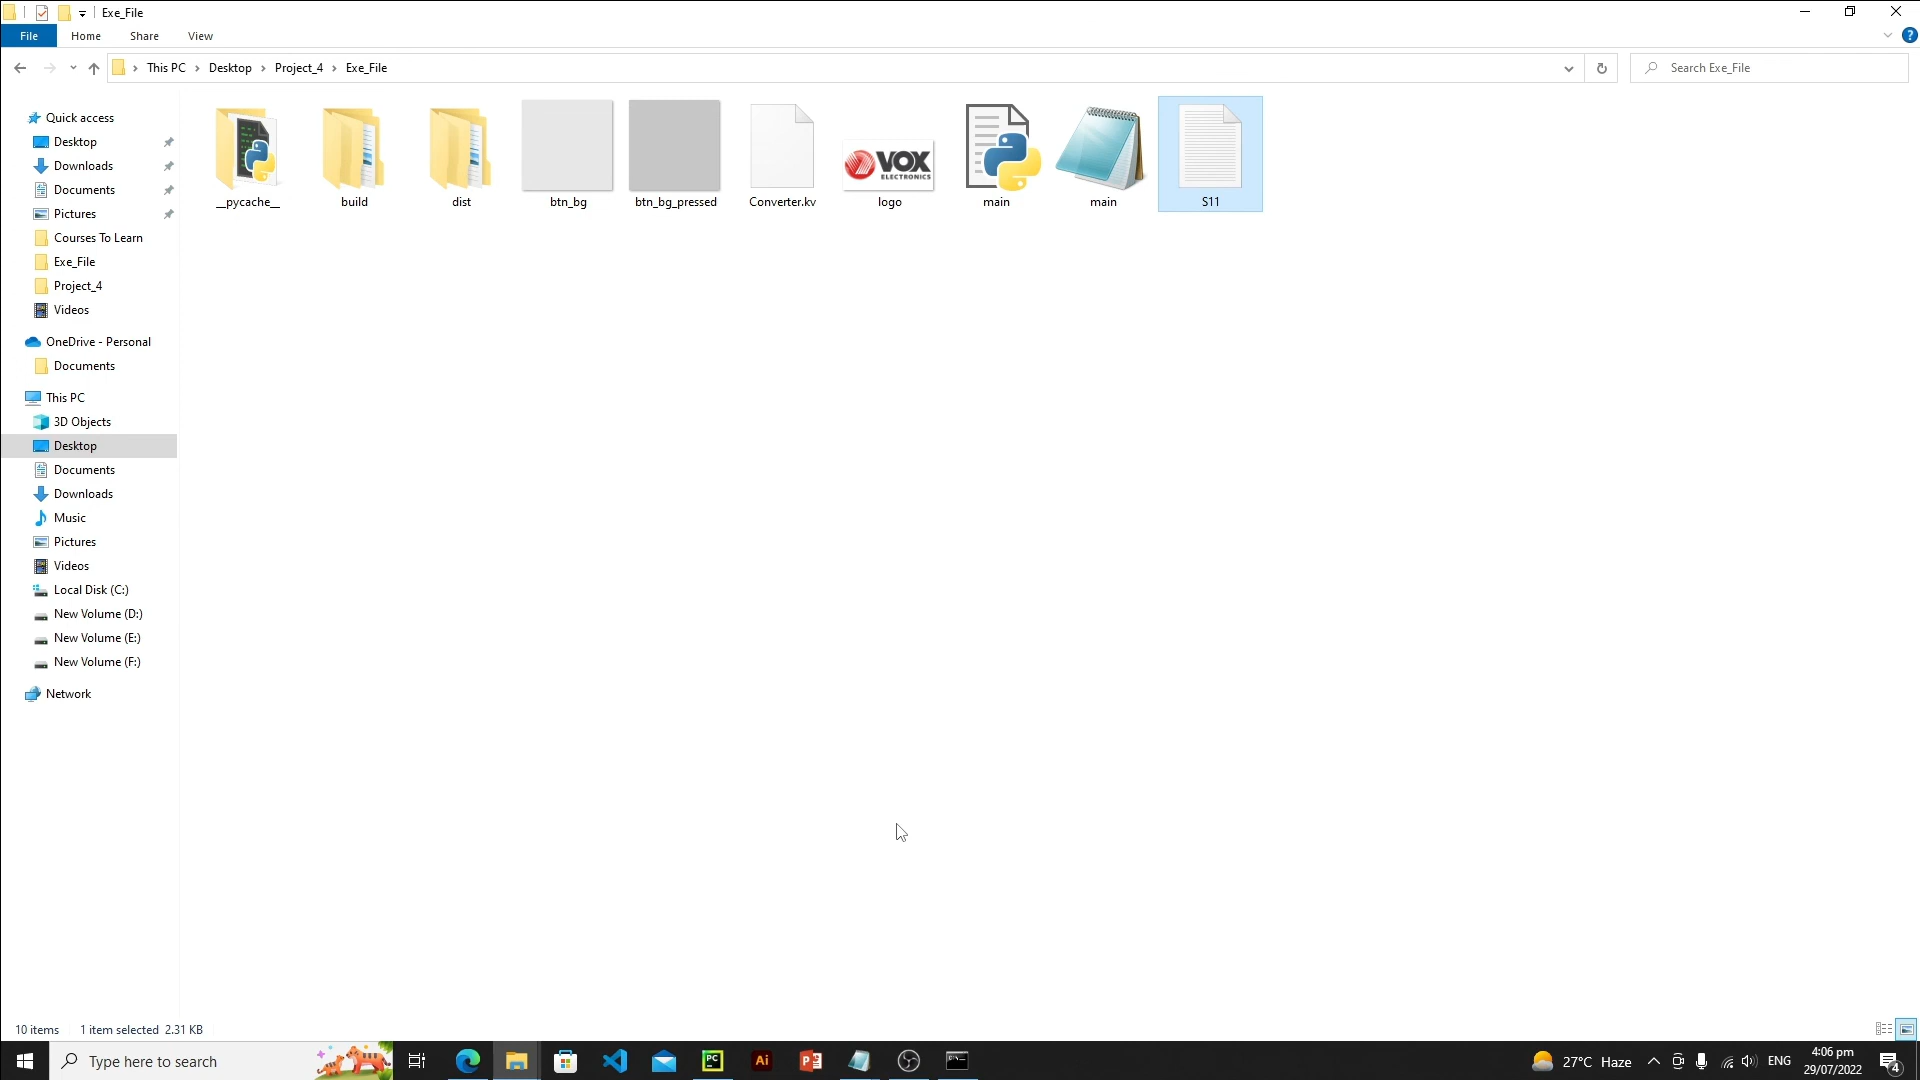 Exe_File
File Home Share View
This PC Desktop Project_4 Exe_File
Search Exe_File
Quick access
Desktop
Downloads
Documents
Pictures
Courses To Learn
Exe_File
Project_4
Videos
OneDrive - Personal
Documents
This PC
3D Objects
Desktop
Documents
Downloads
Music
Pictures
Videos
Local Disk (C:)
New Volume (D:)
New Volume (E:)
New Volume (F:)
Network
VOX
ELECTRONICS
__pycache__ build dist btn_bg btn_bg_pressed Converter.kv logo main main S11
10 items 1 item selected 2.31 KB
Type here to search
PC
Ai
P
27°C Haze
ENG
4:06 pm
29/07/2022
4